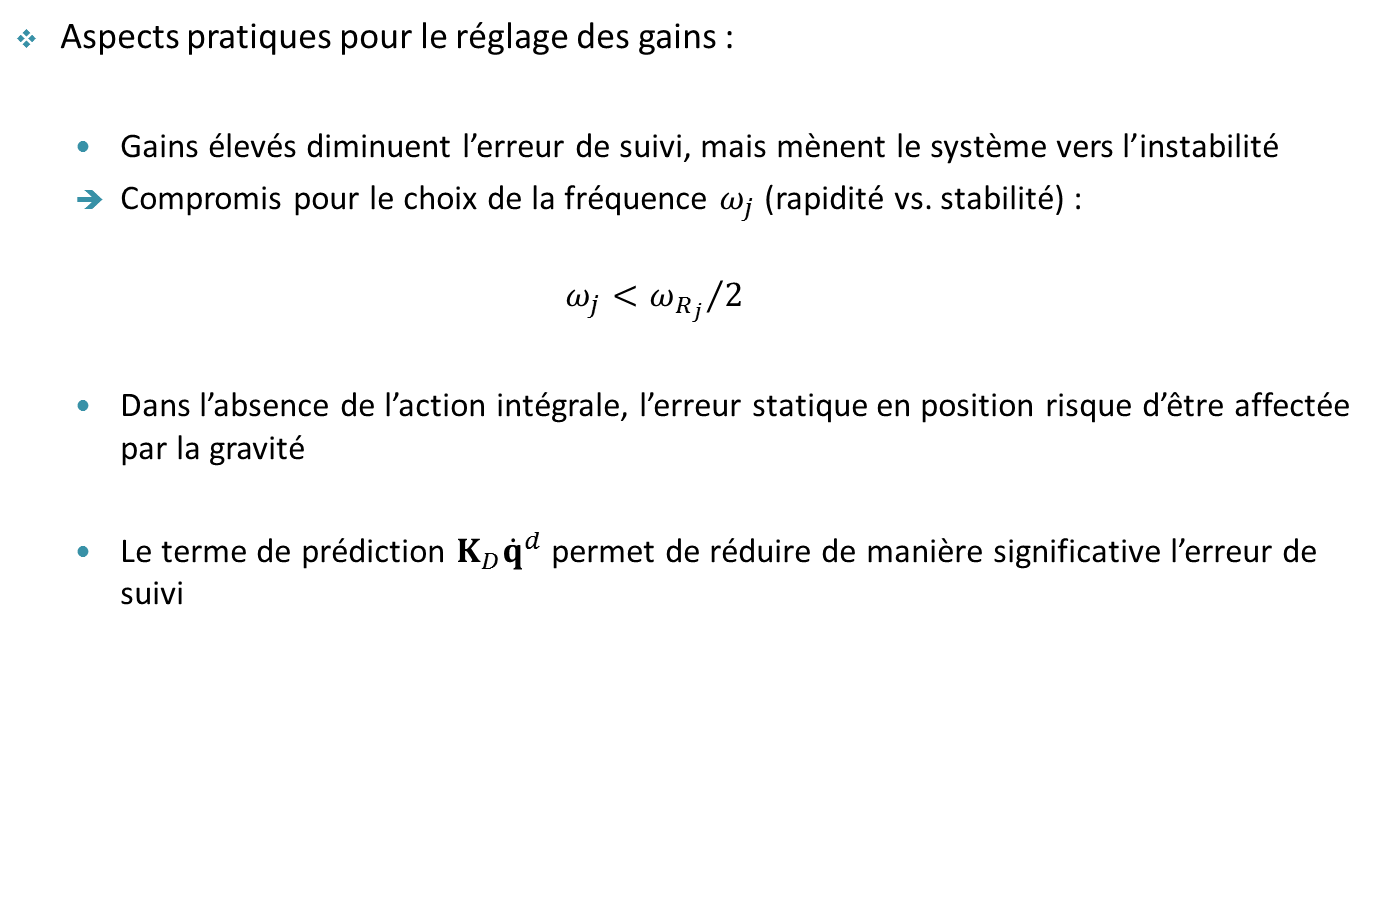 ❖ Aspects pratiques pour le réglage des gains :
• Gains élevés diminuent l’erreur de suivi, mais mènent le système vers l’instabilité
➔ Compromis pour le choix de la fréquence ω_j (rapidité vs. stabilité) :
ω_j < ω_{R_j}/2
• Dans l’absence de l’action intégrale, l’erreur statique en position risque d’être affectée
par la gravité
• Le terme de prédiction K_D q̇^d permet de réduire de manière significative l’erreur de
suivi